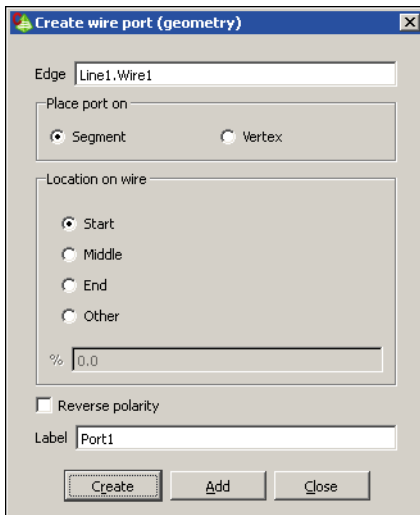 Create wire port (geometry)
Edge Line1.Wire1
Place port on
Segment Vertex
Location on wire
Start
Middle
End
Other
% 0.0
Reverse polarity
Label Port1
Create Add Close